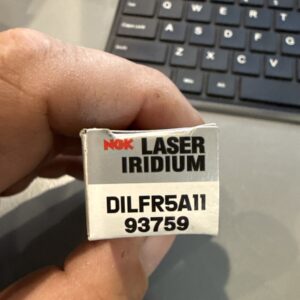 NGK LASER
IRIDIUM
DILFR5A11
93759